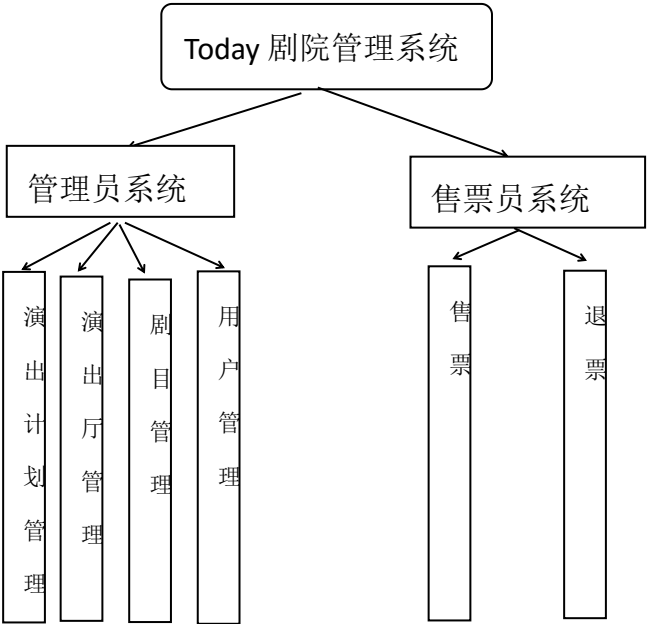 Today 剧院管理系统
管理员系统
售票员系统
演出计划管理
演出厅管理
剧目管理
用户管理
售票
退票